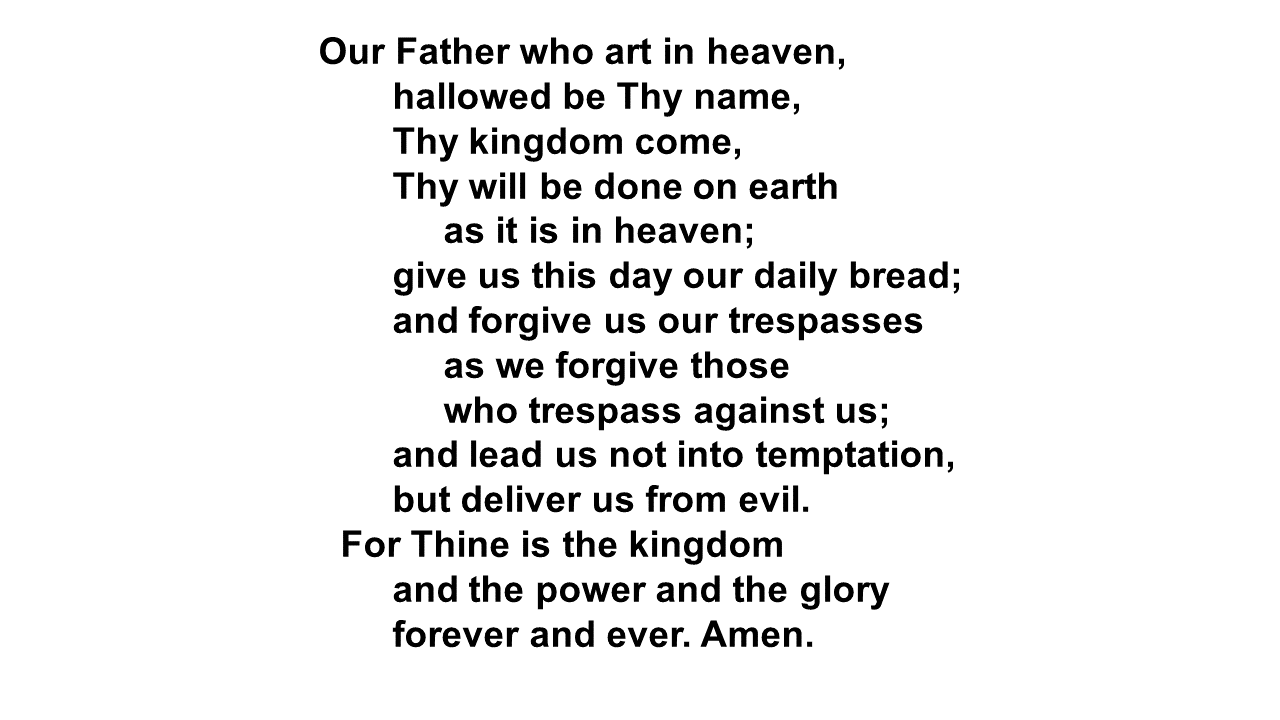 Our Father who art in heaven,
hallowed be Thy name,
Thy kingdom come,
Thy will be done on earth
as it is in heaven;
give us this day our daily bread;
and forgive us our trespasses
as we forgive those
who trespass against us;
and lead us not into temptation,
but deliver us from evil.
For Thine is the kingdom
and the power and the glory
forever and ever. Amen.